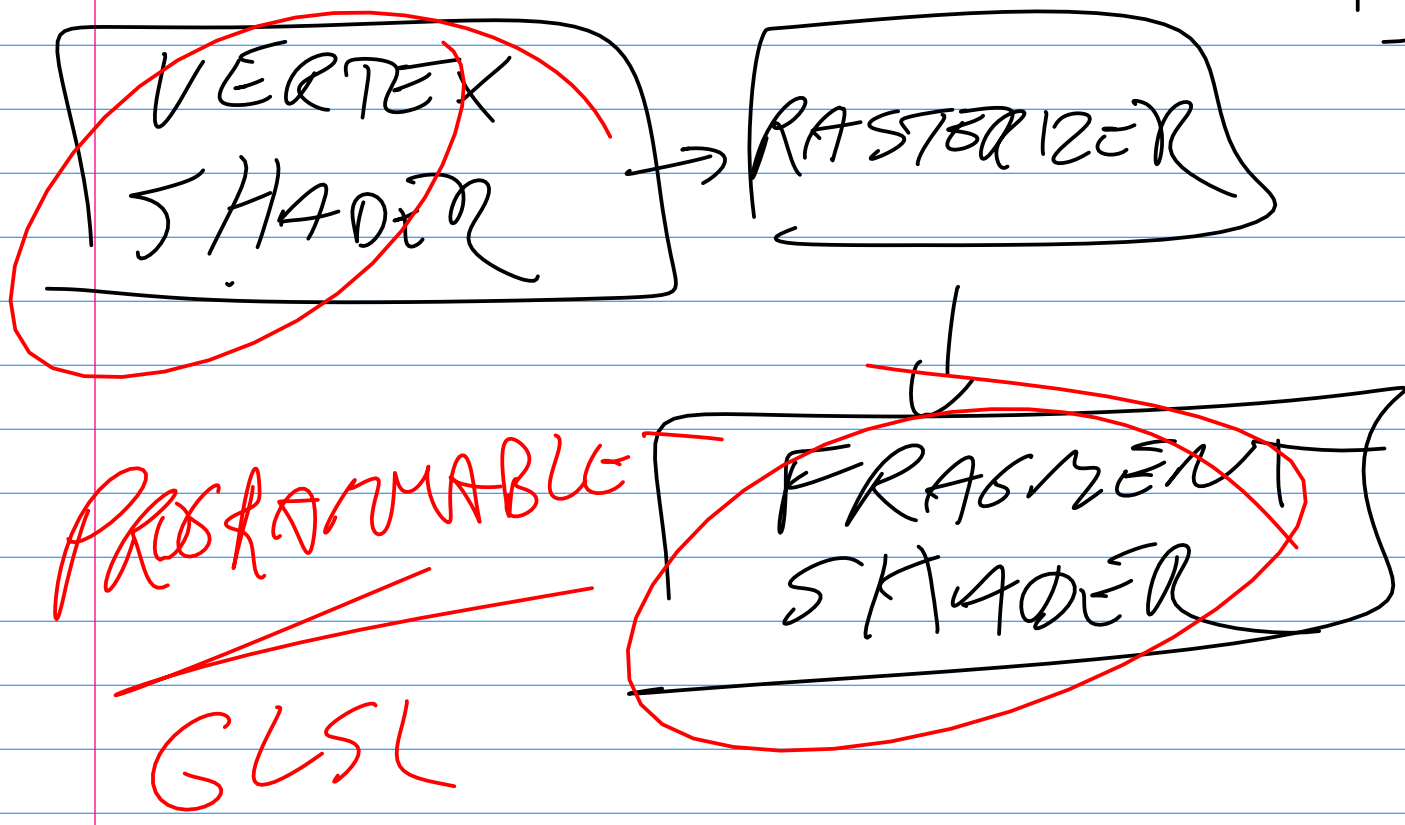 VERTEX
SHADER
RASTERIZER
FRAGMENT
SHADER
PROGRAMMABLE
GLSL